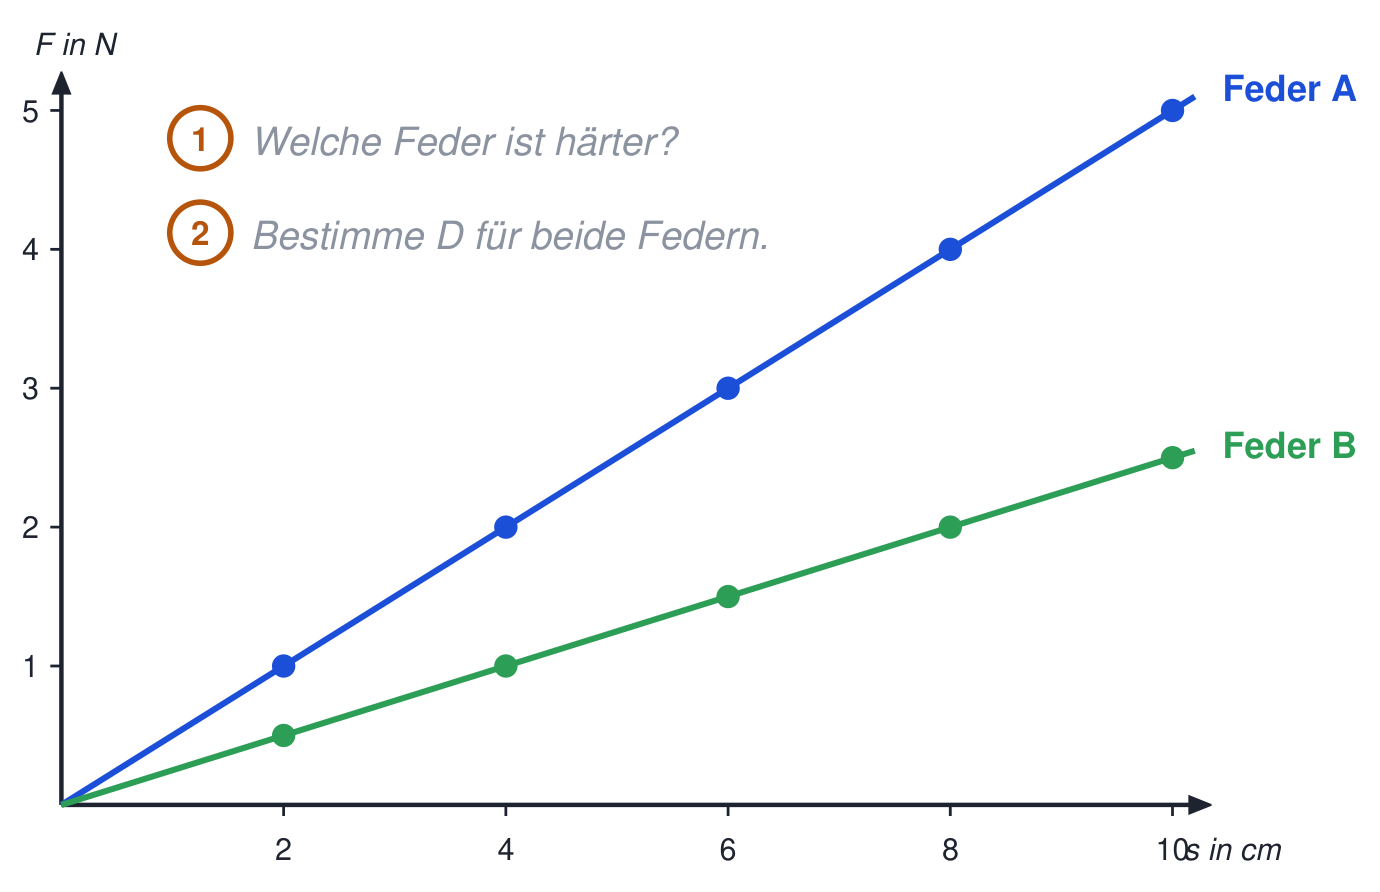 F in N
5
Feder A
1 Welche Feder ist härter?
2 Bestimme D für beide Federn.
4
3
Feder B
2
1
2 4 6 8 10 s in cm